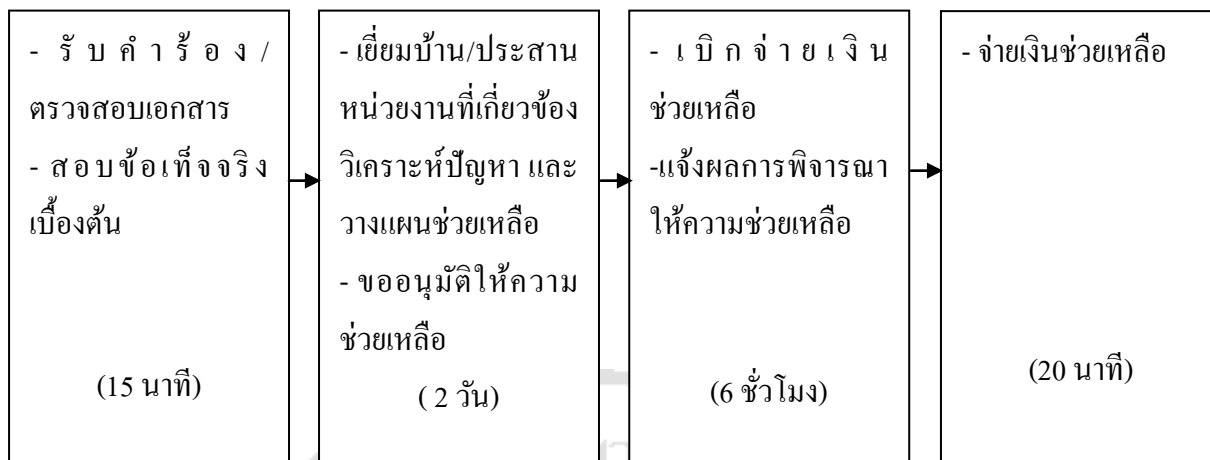 - รับคำร้อง/
ตรวจสอบเอกสาร
- สอบข้อเท็จจริง
เบื้องต้น
(15 นาที)
- เยี่ยมบ้าน/ประสาน
หน่วยงานที่เกี่ยวข้อง
วิเคราะห์ปัญหา และ
วางแผนช่วยเหลือ
- ขออนุมัติให้ความ
ช่วยเหลือ
( 2 วัน)
- เบิกจ่ายเงิน
ช่วยเหลือ
-แจ้งผลการพิจารณา
ให้ความช่วยเหลือ
(6 ชั่วโมง)
- จ่ายเงินช่วยเหลือ
(20 นาที)